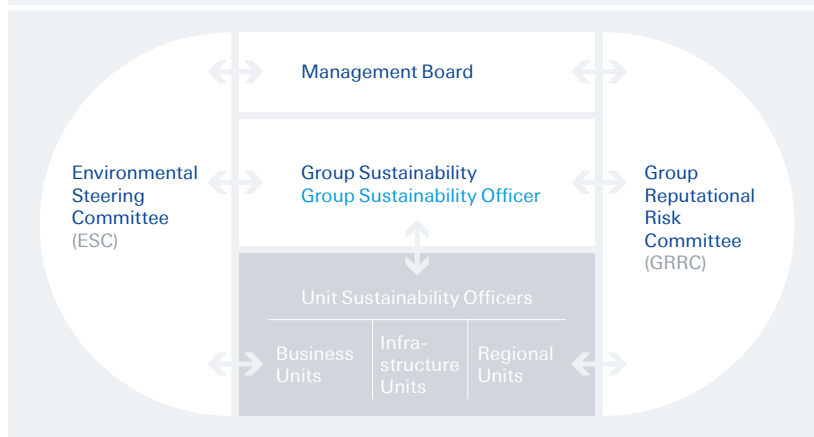 Management Board
Environmental
Steering
Committee
(ESC)
Group Sustainability
Group Sustainability Officer
Group
Reputational
Risk
Committee
(GRRC)
Unit Sustainability Officers
Business
Units
Infra-
structure
Units
Regional
Units